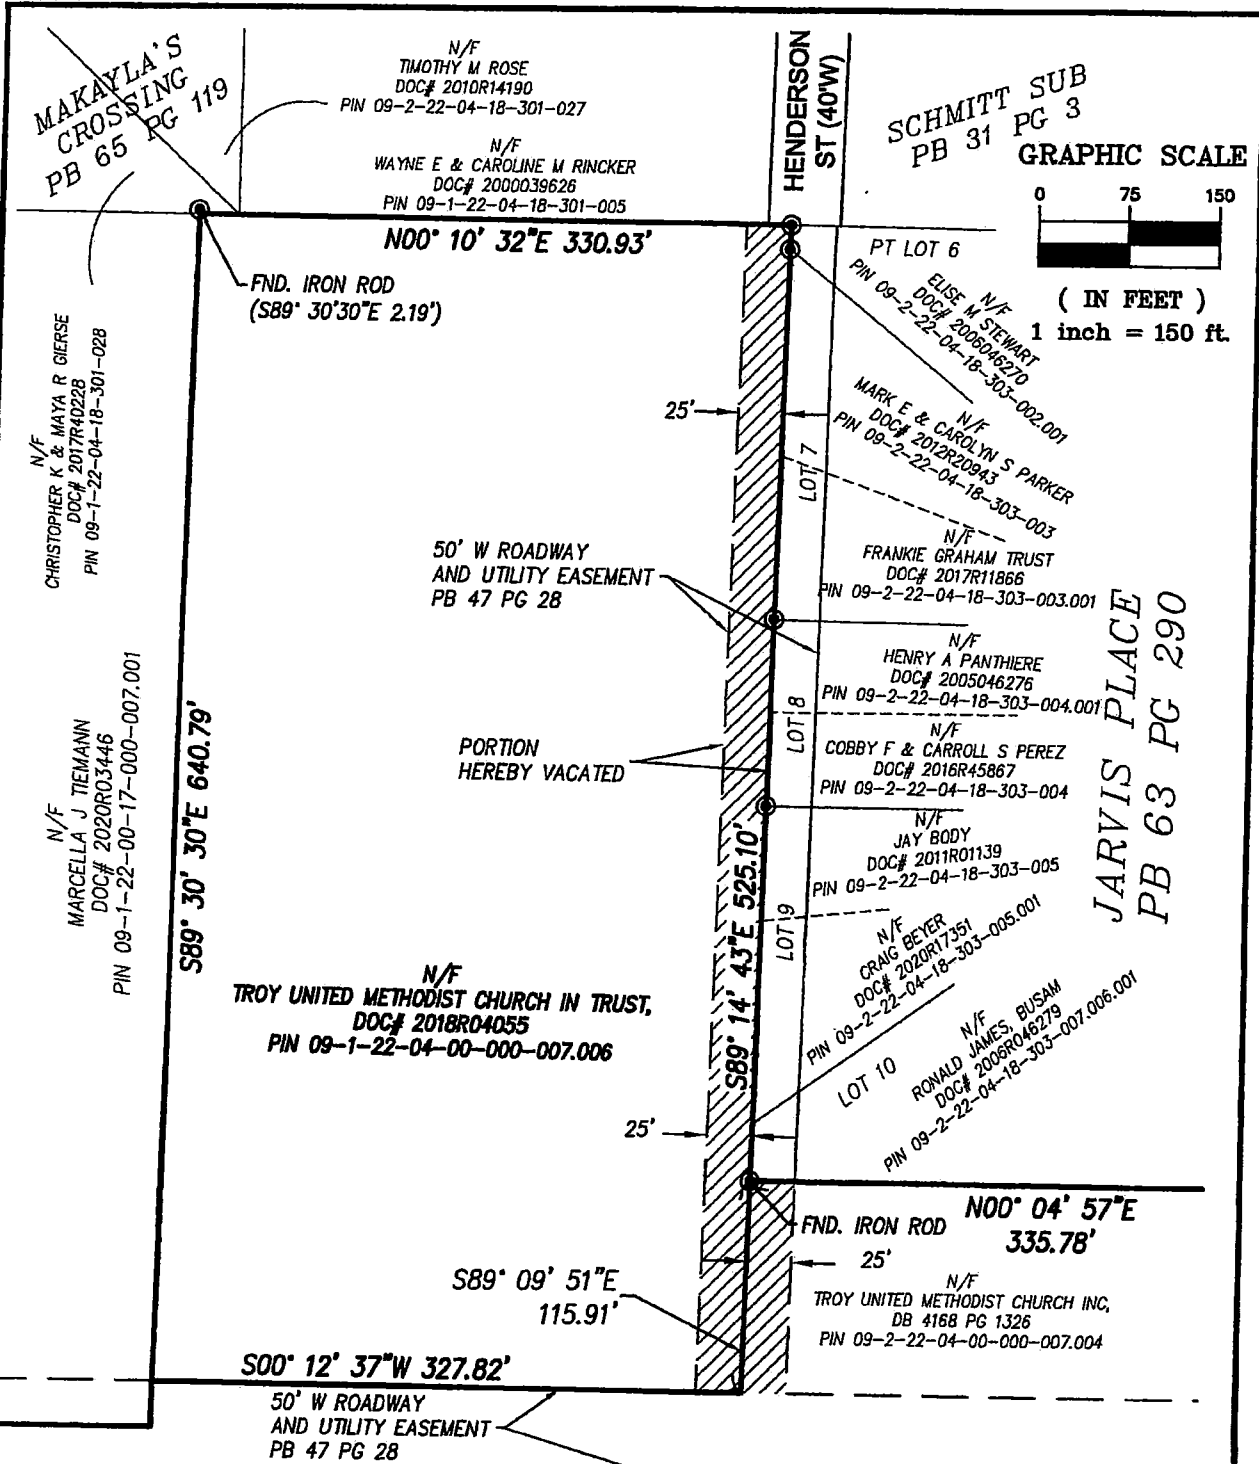 MAKAYLA'S
CROSSING
PB 65 PG 119
N/F
TIMOTHY M ROSE
DOC# 2010R14190
PIN 09-2-22-04-18-301-027
N/F
WAYNE E & CAROLINE M RINCKER
DOC# 2000039626
PIN 09-1-22-04-18-301-005
HENDERSON
ST (40'W)
SCHMITT SUB
PB 31 PG 3
GRAPHIC SCALE
0 75 150
( IN FEET )
1 inch = 150 ft.
N00° 10' 32"E 330.93'
FND. IRON ROD
(S89° 30'30"E 2.19')
PT LOT 6
N/F
ELISE M STEWART
DOC# 2006046270
PIN 09-2-22-04-18-303-002.001
N/F
CHRISTOPHER K & MAYA R GIERSE
DOC# 2017R40228
PIN 09-1-22-04-18-301-028
25'
N/F
MARK E & CAROLYN S PARKER
DOC# 2012R20943
PIN 09-2-22-04-18-303-003
LOT 7
50' W ROADWAY
AND UTILITY EASEMENT
PB 47 PG 28
N/F
FRANKIE GRAHAM TRUST
DOC# 2017R11866
PIN 09-2-22-04-18-303-003.001
JARVIS PLACE
PB 63 PG 290
N/F
HENRY A PANTHIERE
DOC# 2005046276
PIN 09-2-22-04-18-303-004.001
LOT 8
PORTION
HEREBY VACATED
N/F
COBBY F & CARROLL S PEREZ
DOC# 2016R45867
PIN 09-2-22-04-18-303-004
N/F
MARCELLA J TIEMANN
DOC# 2020R03446
PIN 09-1-22-00-17-000-007.001
S89° 30' 30"E 640.79'
S89° 14' 43"E 525.10'
N/F
JAY BODY
DOC# 2011R01139
PIN 09-2-22-04-18-303-005
LOT 9
N/F
CRAIG BEYER
DOC# 2020R17351
PIN 09-2-22-04-18-303-005.001
N/F
TROY UNITED METHODIST CHURCH IN TRUST,
DOC# 2018R04055
PIN 09-1-22-04-00-000-007.006
LOT 10
N/F
RONALD JAMES, BUSAM
DOC# 2006R046279
PIN 09-2-22-04-18-303-007.006.001
25'
FND. IRON ROD
N00° 04' 57"E
335.78'
25'
S89° 09' 51"E
115.91'
N/F
TROY UNITED METHODIST CHURCH INC,
DB 4168 PG 1326
PIN 09-2-22-04-00-000-007.004
S00° 12' 37"W 327.82'
50' W ROADWAY
AND UTILITY EASEMENT
PB 47 PG 28